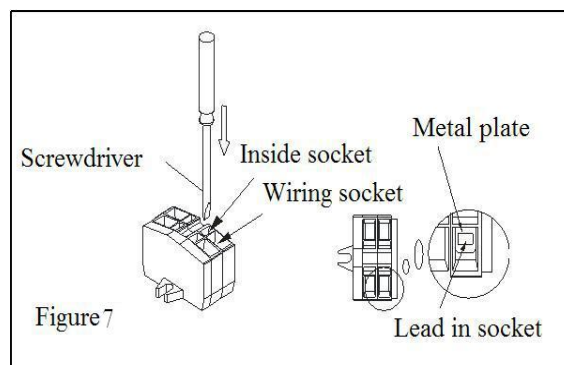 Metal plate
Screwdriver
Inside socket
Wiring socket
Figure 7
Lead in socket